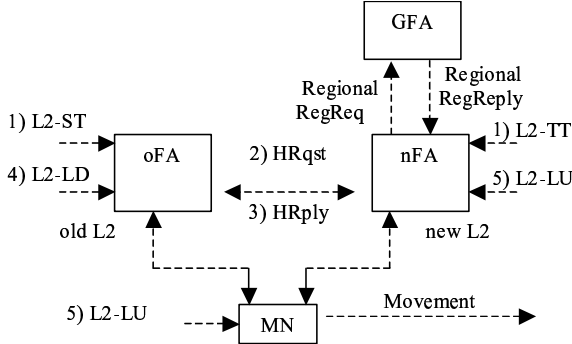 GFA
Regional
RegReq
Regional
RegReply
1) L2-ST
oFA
2) HRqst
nFA
1) L2-TT
4) L2-LD
5) L2-LU
3) HRply
old L2
new L2
5) L2-LU
MN
Movement